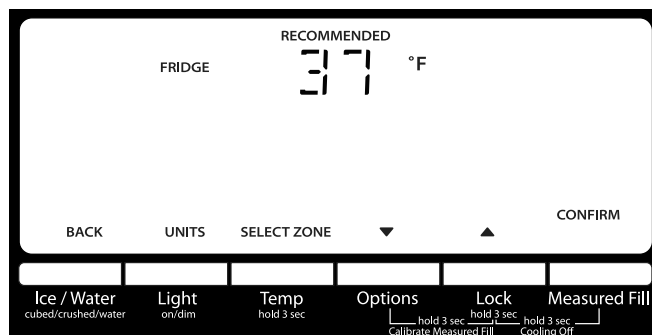 RECOMMENDED
FRIDGE 37 °F
CONFIRM
BACK UNITS SELECT ZONE ▼ ▲
Ice / Water Light Temp Options Lock Measured Fill
cubed/crushed/water on/dim hold 3 sec hold 3 sec
hold 3 sec hold 3 sec
Calibrate Measured Fill Cooling Off